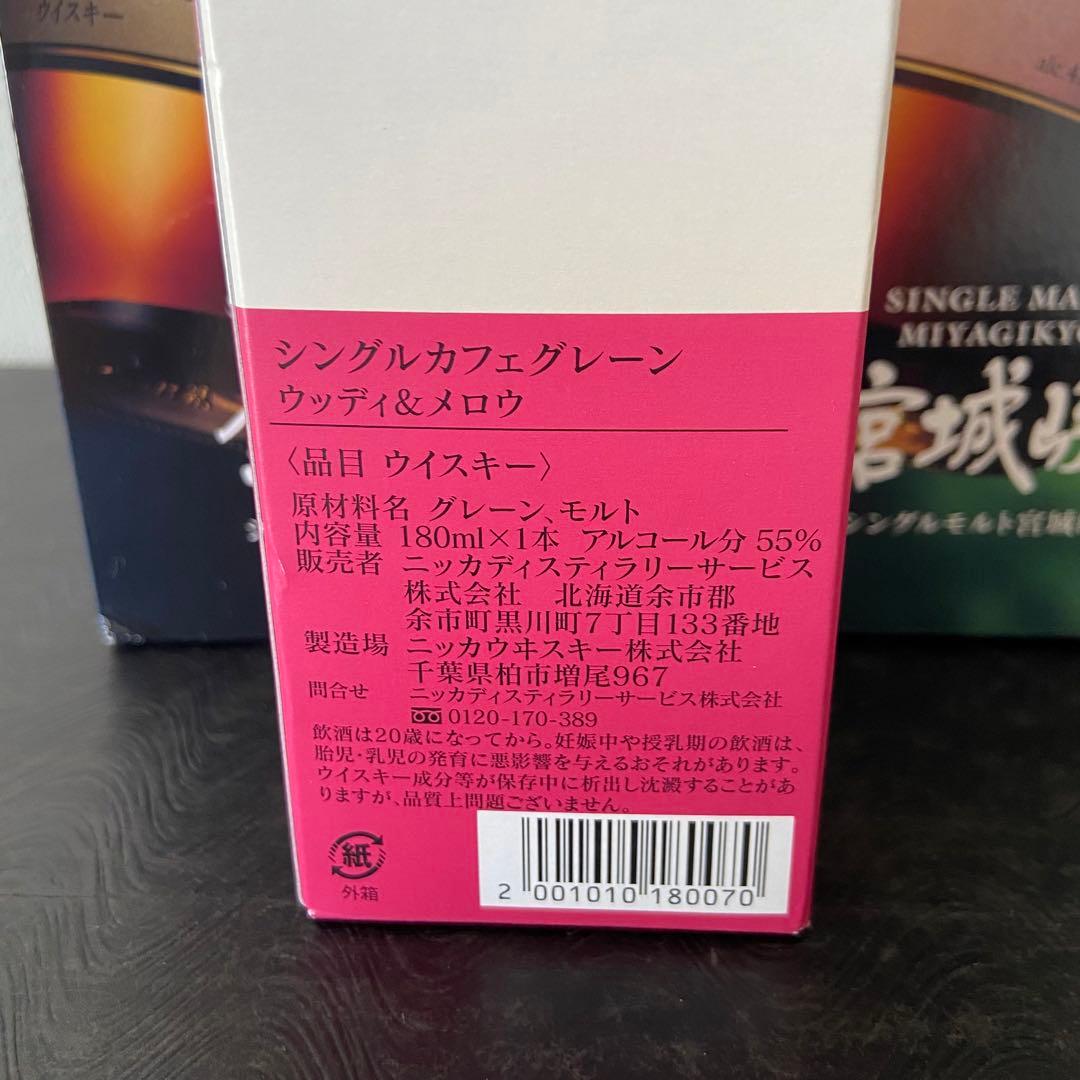 ウイスキー
SINGLE MA
MIYAGIKYO
宮城峡
シングルモルト宮城
シングルカフェグレーン
ウッディ&メロウ
〈品目 ウイスキー〉
原材料名 グレーン、モルト
内容量 180ml×1本 アルコール分 55%
販売者 ニッカディスティラリーサービス
株式会社 北海道余市郡
余市町黒川町7丁目133番地
製造場 ニッカウヰスキー株式会社
千葉県柏市増尾967
問合せ ニッカディスティラリーサービス株式会社
0120-170-389
飲酒は20歳になってから。妊娠中や授乳期の飲酒は、
胎児・乳児の発育に悪影響を与えるおそれがあります。
ウイスキー成分等が保存中に析出し沈澱することがあ
りますが、品質上問題ございません。
紙
外箱
2 001010 180070